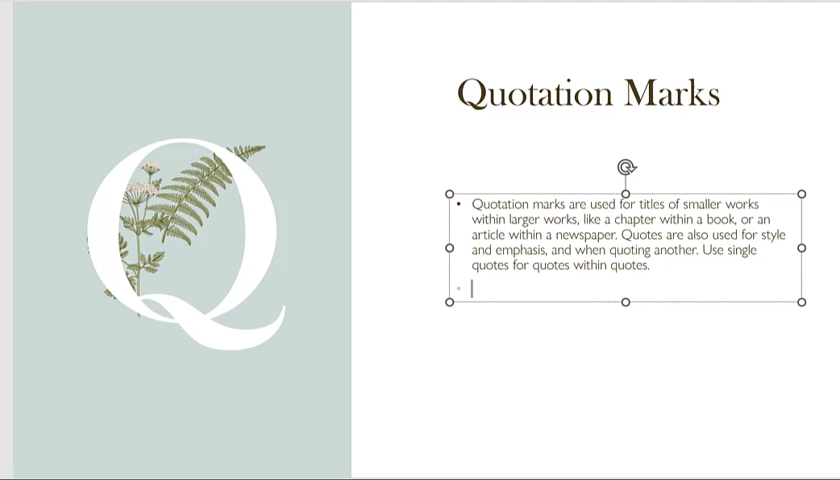 Q
Quotation Marks
• Quotation marks are used for titles of smaller works
within larger works, like a chapter within a book, or an
article within a newspaper. Quotes are also used for style
and emphasis, and when quoting another. Use single
quotes for quotes within quotes.